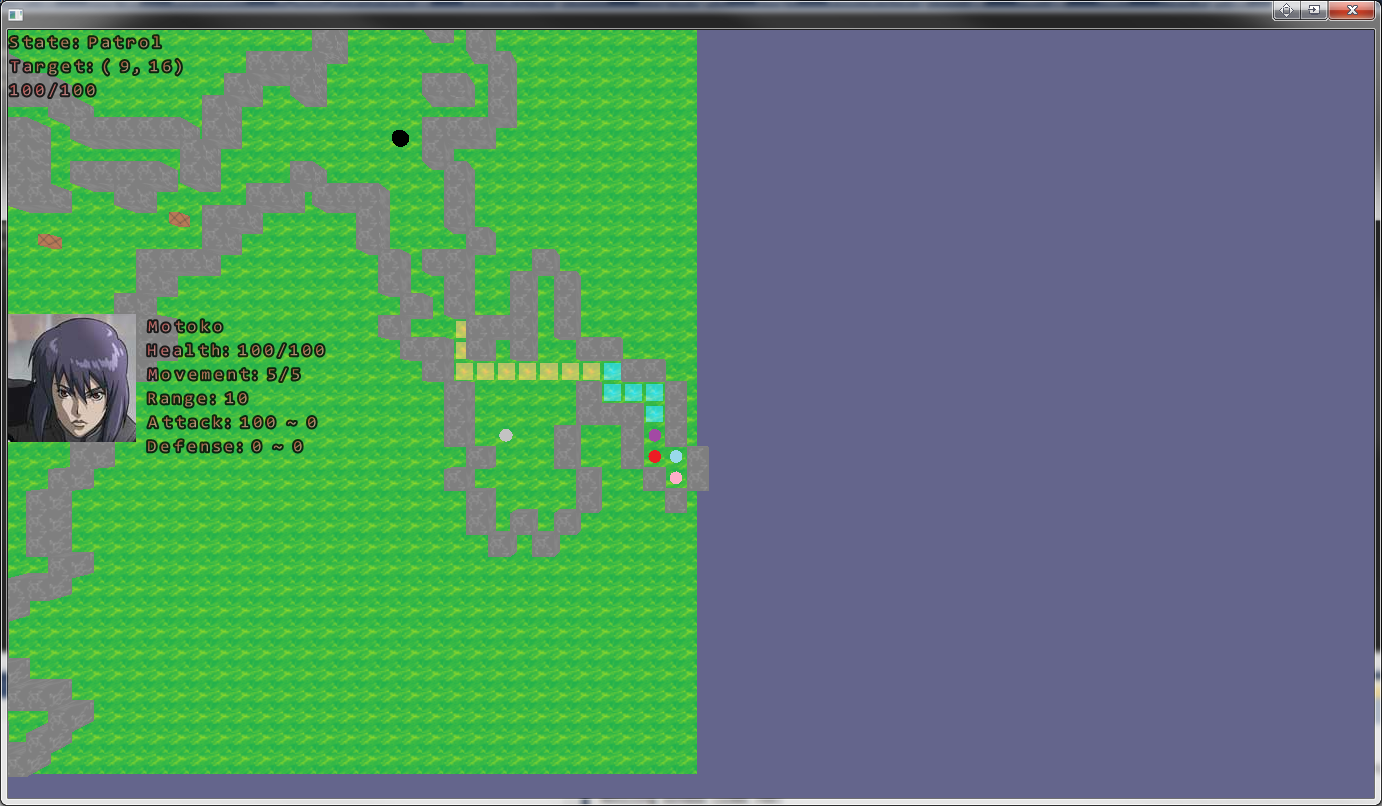 State: Patrol
Target: ( 9, 16)
100/100
Motoko
Health: 100/100
Movement: 5/5
Range: 10
Attack: 100 ~ 0
Defense: 0 ~ 0